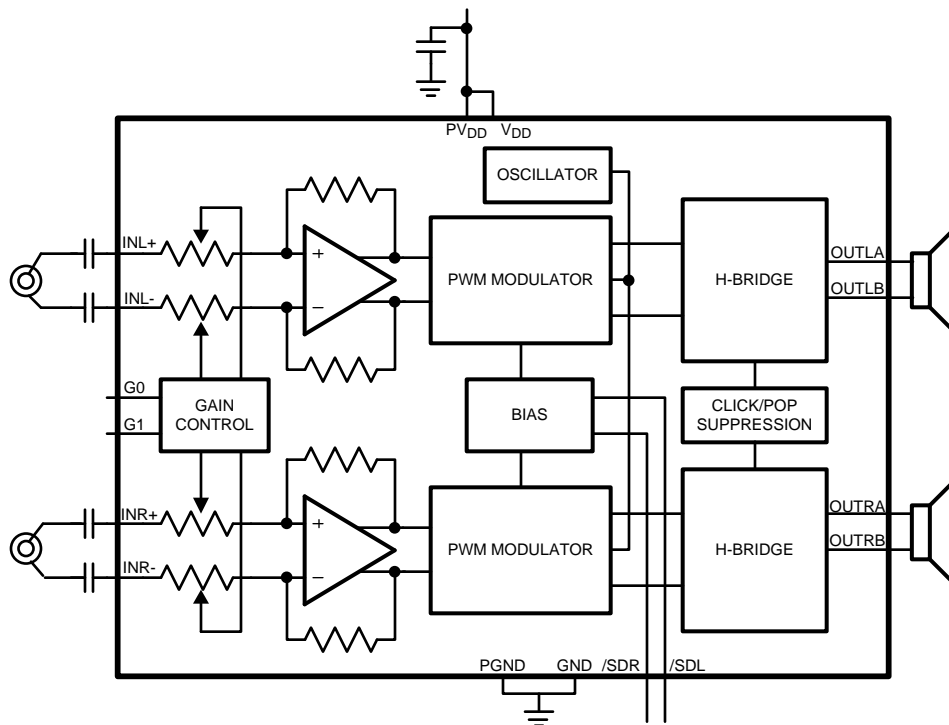 PVDD VDD
OSCILLATOR
INL+
+
PWM MODULATOR
H-BRIDGE
OUTLA
INL-
−
OUTLB
G0
GAIN
CONTROL
G1
BIAS
CLICK/POP
SUPPRESSION
INR+
+
PWM MODULATOR
H-BRIDGE
OUTRA
OUTRB
INR-
−
PGND GND /SDR /SDL